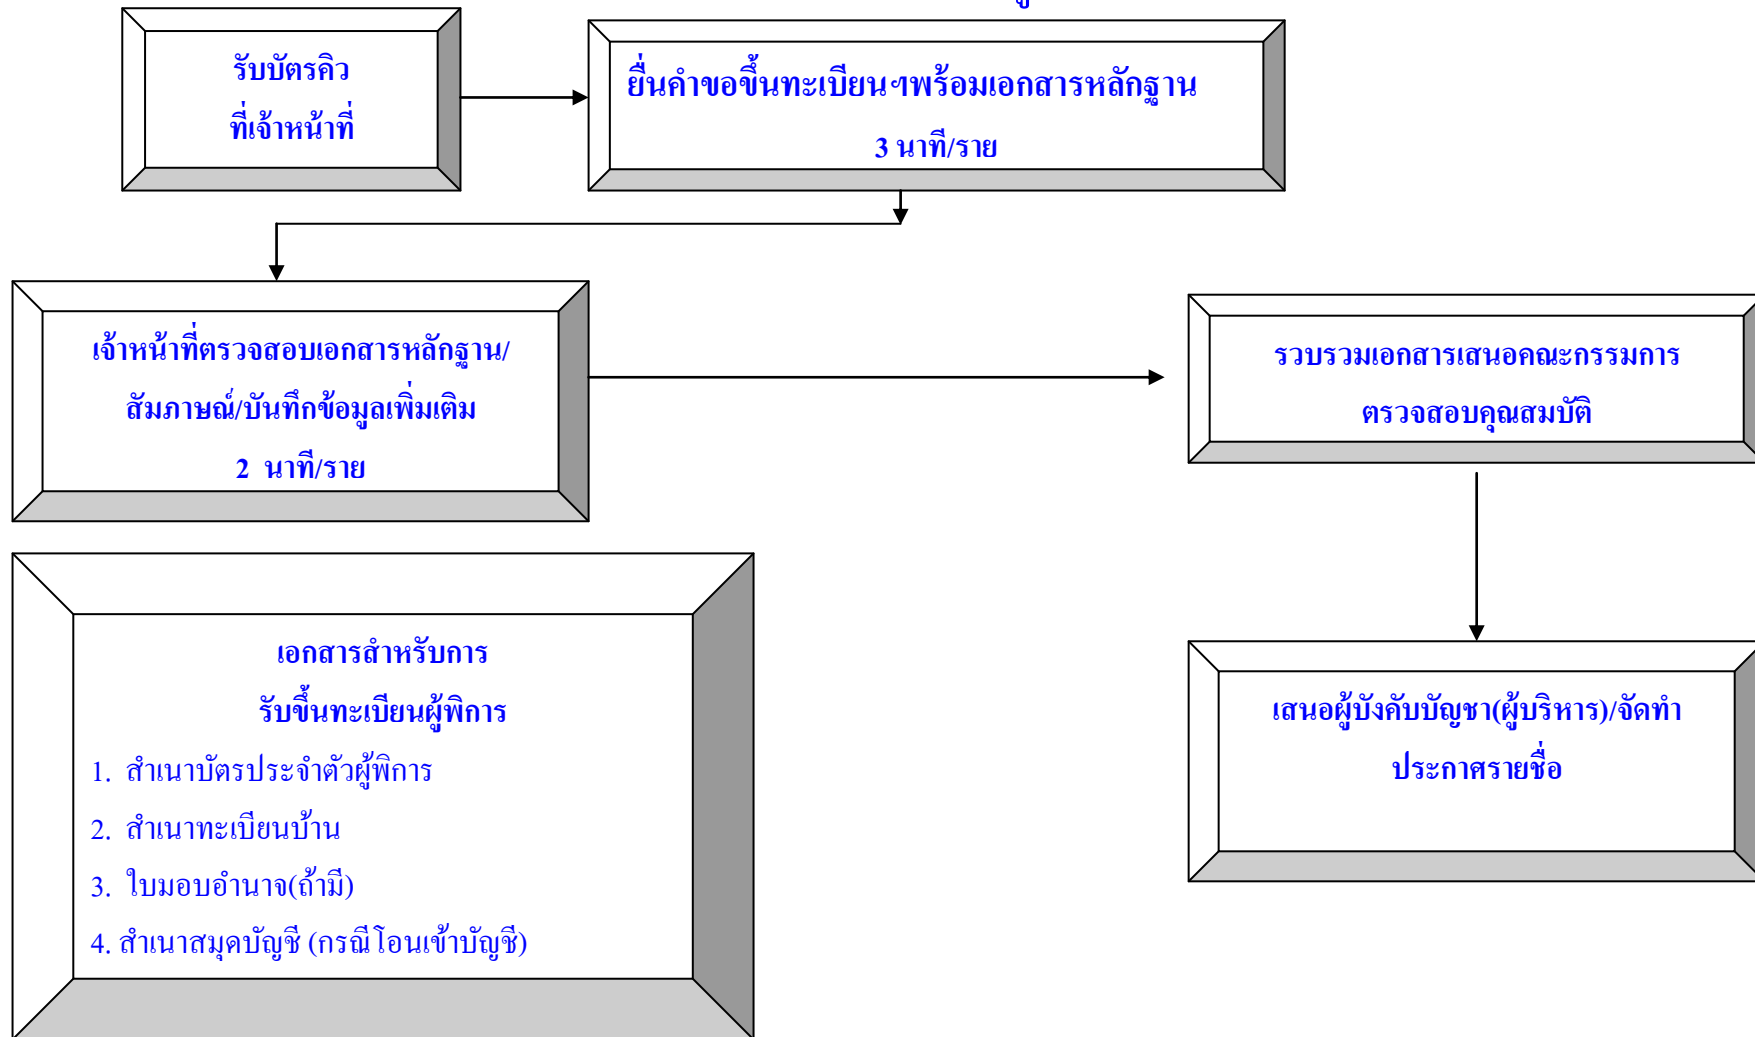 รับบัตรคิว
ที่เจ้าหน้าที่
ยื่นคำขอขึ้นทะเบียนฯพร้อมเอกสารหลักฐาน
3 นาที/ราย
เจ้าหน้าที่ตรวจสอบเอกสารหลักฐาน/
สัมภาษณ์/บันทึกข้อมูลเพิ่มเติม
2 นาที/ราย
รวบรวมเอกสารเสนอคณะกรรมการ
ตรวจสอบคุณสมบัติ
เสนอผู้บังคับบัญชา(ผู้บริหาร)/จัดทำ
ประกาศรายชื่อ
เอกสารสำหรับการ
รับขึ้นทะเบียนผู้พิการ
1. สำเนาบัตรประจำตัวผู้พิการ
2. สำเนาทะเบียนบ้าน
3. ใบมอบอำนาจ(ถ้ามี)
4. สำเนาสมุดบัญชี (กรณีโอนเข้าบัญชี)